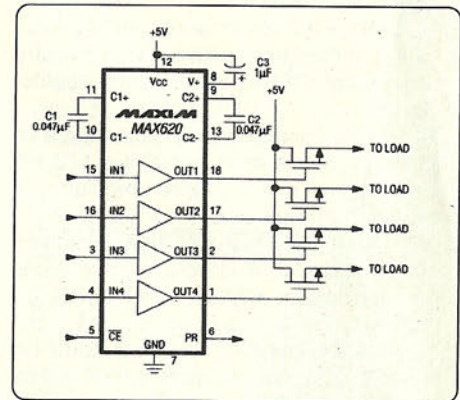 +5V
12
VCC
V+
8
C3
1µF
+
11
C1+
C2+
9
+5V
C1
0.047µF
MAXIM
MAX620
C2
0.047µF
10
C1-
C2-
13
TO LOAD
15
IN1
OUT1
18
TO LOAD
16
IN2
OUT2
17
TO LOAD
3
IN3
OUT3
2
TO LOAD
4
IN4
OUT4
1
5
CE
PR
6
GND
7